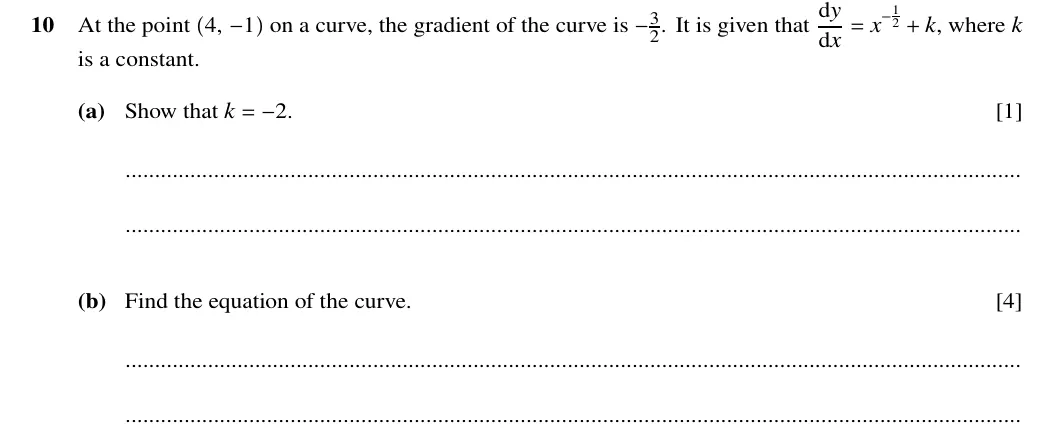 10 At the point (4, −1) on a curve, the gradient of the curve is −3/2. It is given that dy/dx = x^(−1/2) + k, where k
is a constant.
(a) Show that k = −2. [1]
................................................................................
................................................................................
(b) Find the equation of the curve. [4]
................................................................................
................................................................................